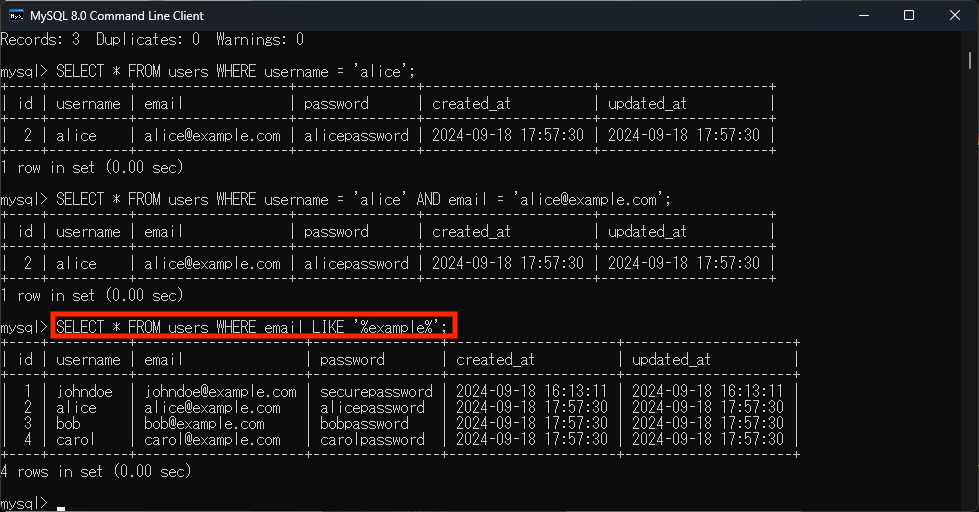 MySQL 8.0 Command Line Client
Records: 3  Duplicates: 0  Warnings: 0
mysql> SELECT * FROM users WHERE username = 'alice';
+----+----------+-------------------+---------------+---------------------+---------------------+
| id | username | email             | password      | created_at          | updated_at          |
+----+----------+-------------------+---------------+---------------------+---------------------+
|  2 | alice    | alice@example.com | alicepassword | 2024-09-18 17:57:30 | 2024-09-18 17:57:30 |
+----+----------+-------------------+---------------+---------------------+---------------------+
1 row in set (0.00 sec)
mysql> SELECT * FROM users WHERE username = 'alice' AND email = 'alice@example.com';
+----+----------+-------------------+---------------+---------------------+---------------------+
| id | username | email             | password      | created_at          | updated_at          |
+----+----------+-------------------+---------------+---------------------+---------------------+
|  2 | alice    | alice@example.com | alicepassword | 2024-09-18 17:57:30 | 2024-09-18 17:57:30 |
+----+----------+-------------------+---------------+---------------------+---------------------+
1 row in set (0.00 sec)
mysql> SELECT * FROM users WHERE email LIKE '%example%';
+----+----------+---------------------+----------------+---------------------+---------------------+
| id | username | email               | password       | created_at          | updated_at          |
+----+----------+---------------------+----------------+---------------------+---------------------+
|  1 | johndoe  | johndoe@example.com | securepassword | 2024-09-18 16:13:11 | 2024-09-18 16:13:11 |
|  2 | alice    | alice@example.com   | alicepassword  | 2024-09-18 17:57:30 | 2024-09-18 17:57:30 |
|  3 | bob      | bob@example.com     | bobpassword    | 2024-09-18 17:57:30 | 2024-09-18 17:57:30 |
|  4 | carol    | carol@example.com   | carolpassword  | 2024-09-18 17:57:30 | 2024-09-18 17:57:30 |
+----+----------+---------------------+----------------+---------------------+---------------------+
4 rows in set (0.00 sec)
mysql>